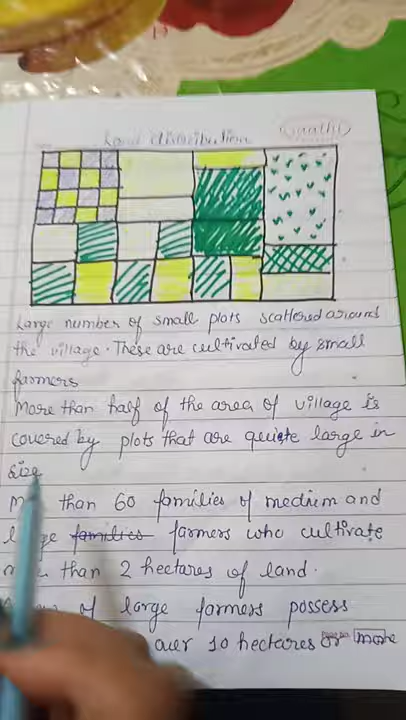 Land distribution
Large number of small plots scattered around
the village. These are cultivated by small
farmers
More than half of the area of village is
covered by plots that are quiete large in
size
than 60 families of medium and
families farmers who cultivate
than 2 hectares of land.
of large farmers possess
over 10 hectares or more